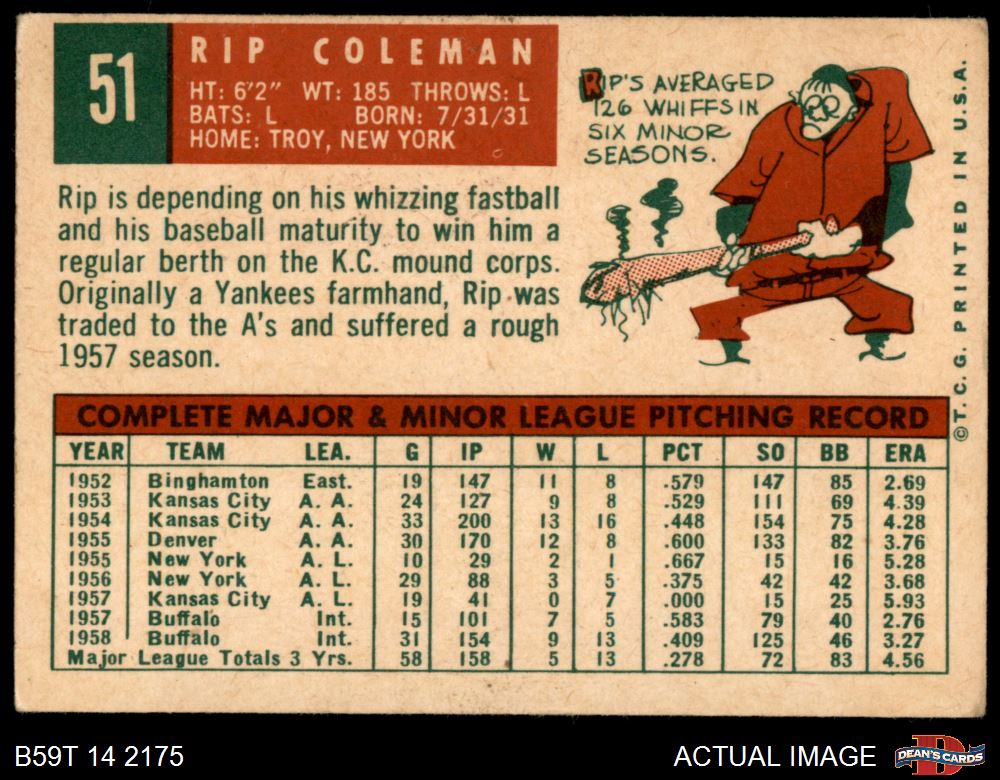 51
RIP COLEMAN
HT: 6'2" WT: 185 THROWS: L
BATS: L BORN: 7/31/31
HOME: TROY, NEW YORK
RIP'S AVERAGED
126 WHIFFS IN
SIX MINOR
SEASONS.
Rip is depending on his whizzing fastball
and his baseball maturity to win him a
regular berth on the K.C. mound corps.
Originally a Yankees farmhand, Rip was
traded to the A's and suffered a rough
1957 season.
©T. C. G. PRINTED IN U.S.A.
COMPLETE MAJOR & MINOR LEAGUE PITCHING RECORD
YEAR TEAM LEA. G IP W L PCT SO BB ERA
1952 Binghamton East. 19 147 11 8 .579 147 85 2.69
1953 Kansas City A. A. 24 127 9 8 .529 111 69 4.39
1954 Kansas City A. A. 33 200 13 16 .448 154 75 4.28
1955 Denver A. A. 30 170 12 8 .600 133 82 3.76
1955 New York A. L. 10 29 2 1 .667 15 16 5.28
1956 New York A. L. 29 88 3 5 .375 42 42 3.68
1957 Kansas City A. L. 19 41 0 7 .000 15 25 5.93
1957 Buffalo Int. 15 101 7 5 .583 79 40 2.76
1958 Buffalo Int. 31 154 9 13 .409 125 46 3.27
Major League Totals 3 Yrs. 58 158 5 13 .278 72 83 4.56
B59T 14 2175
ACTUAL IMAGE
D
DEAN'S CARDS